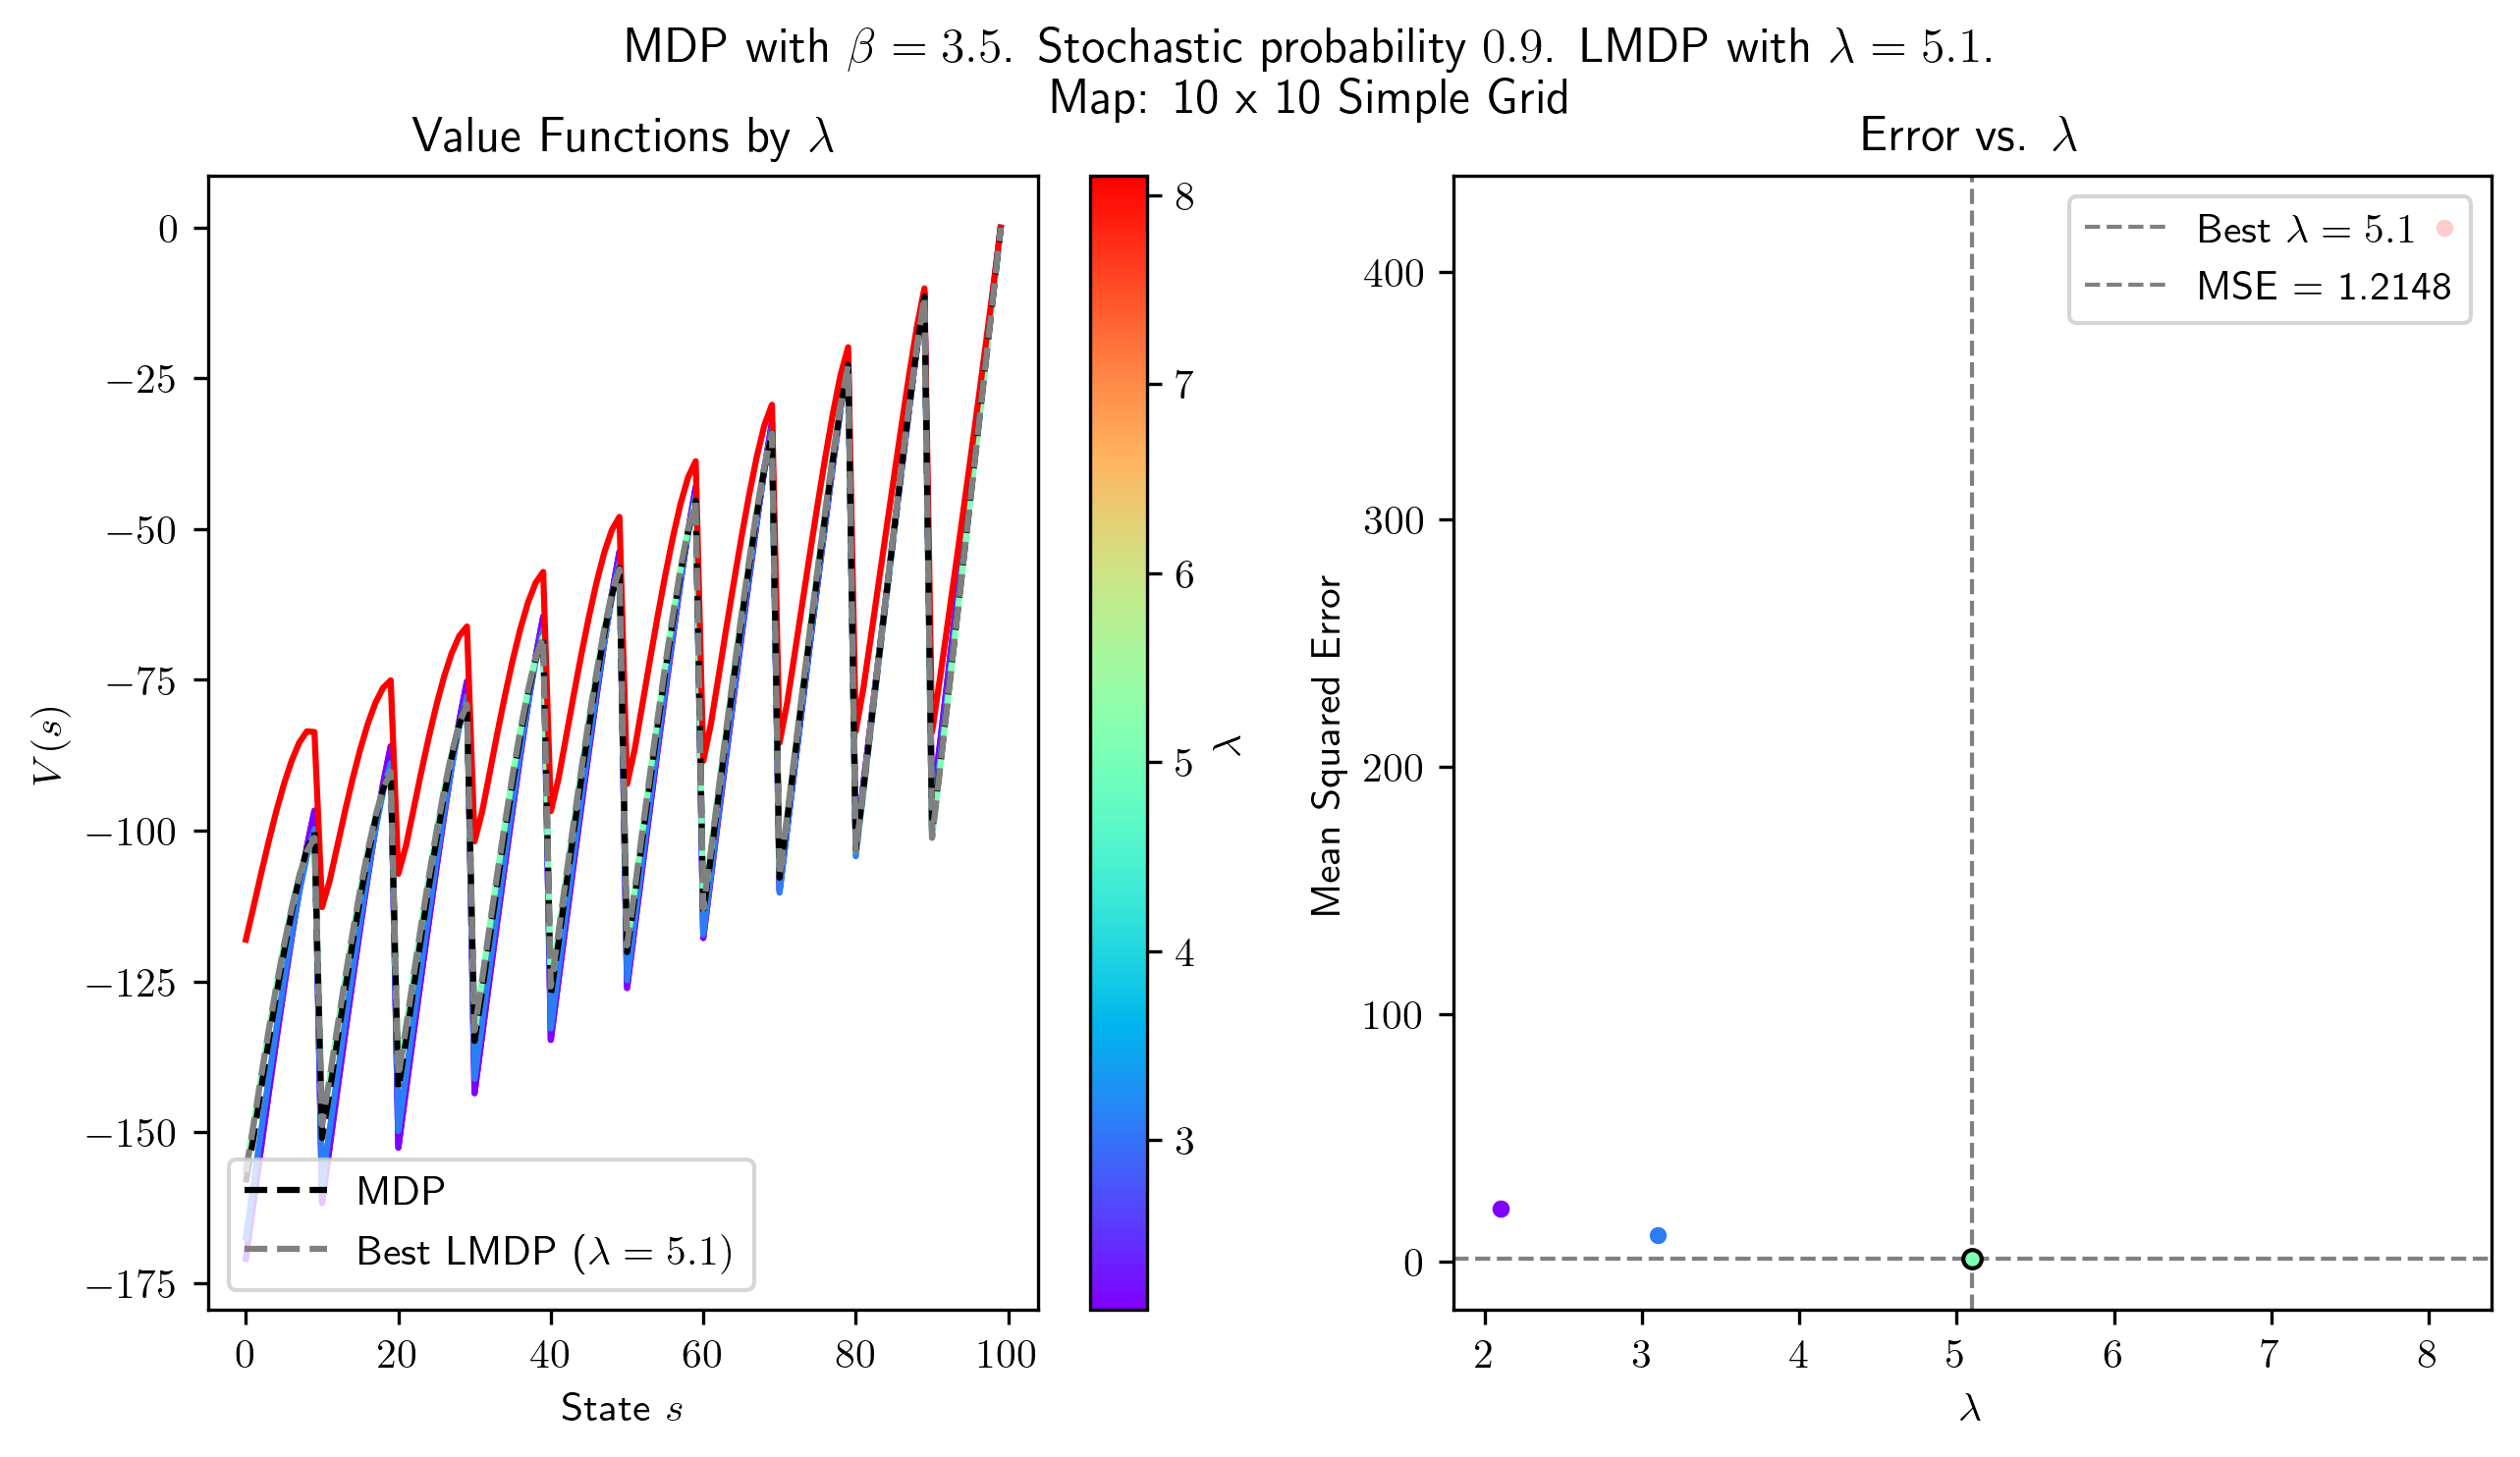 MDP with β = 3.5. Stochastic probability 0.9. LMDP with λ = 5.1.
Map: 10 x 10 Simple Grid
Value Functions by λ
0
−25
−50
−75
−100
−125
−150
−175
V(s)
MDP
Best LMDP (λ = 5.1)
0 20 40 60 80 100
State s
8
7
6
5
4
3
λ
Error vs. λ
Best λ = 5.1
MSE = 1.2148
400
300
200
100
0
Mean Squared Error
2 3 4 5 6 7 8
λ